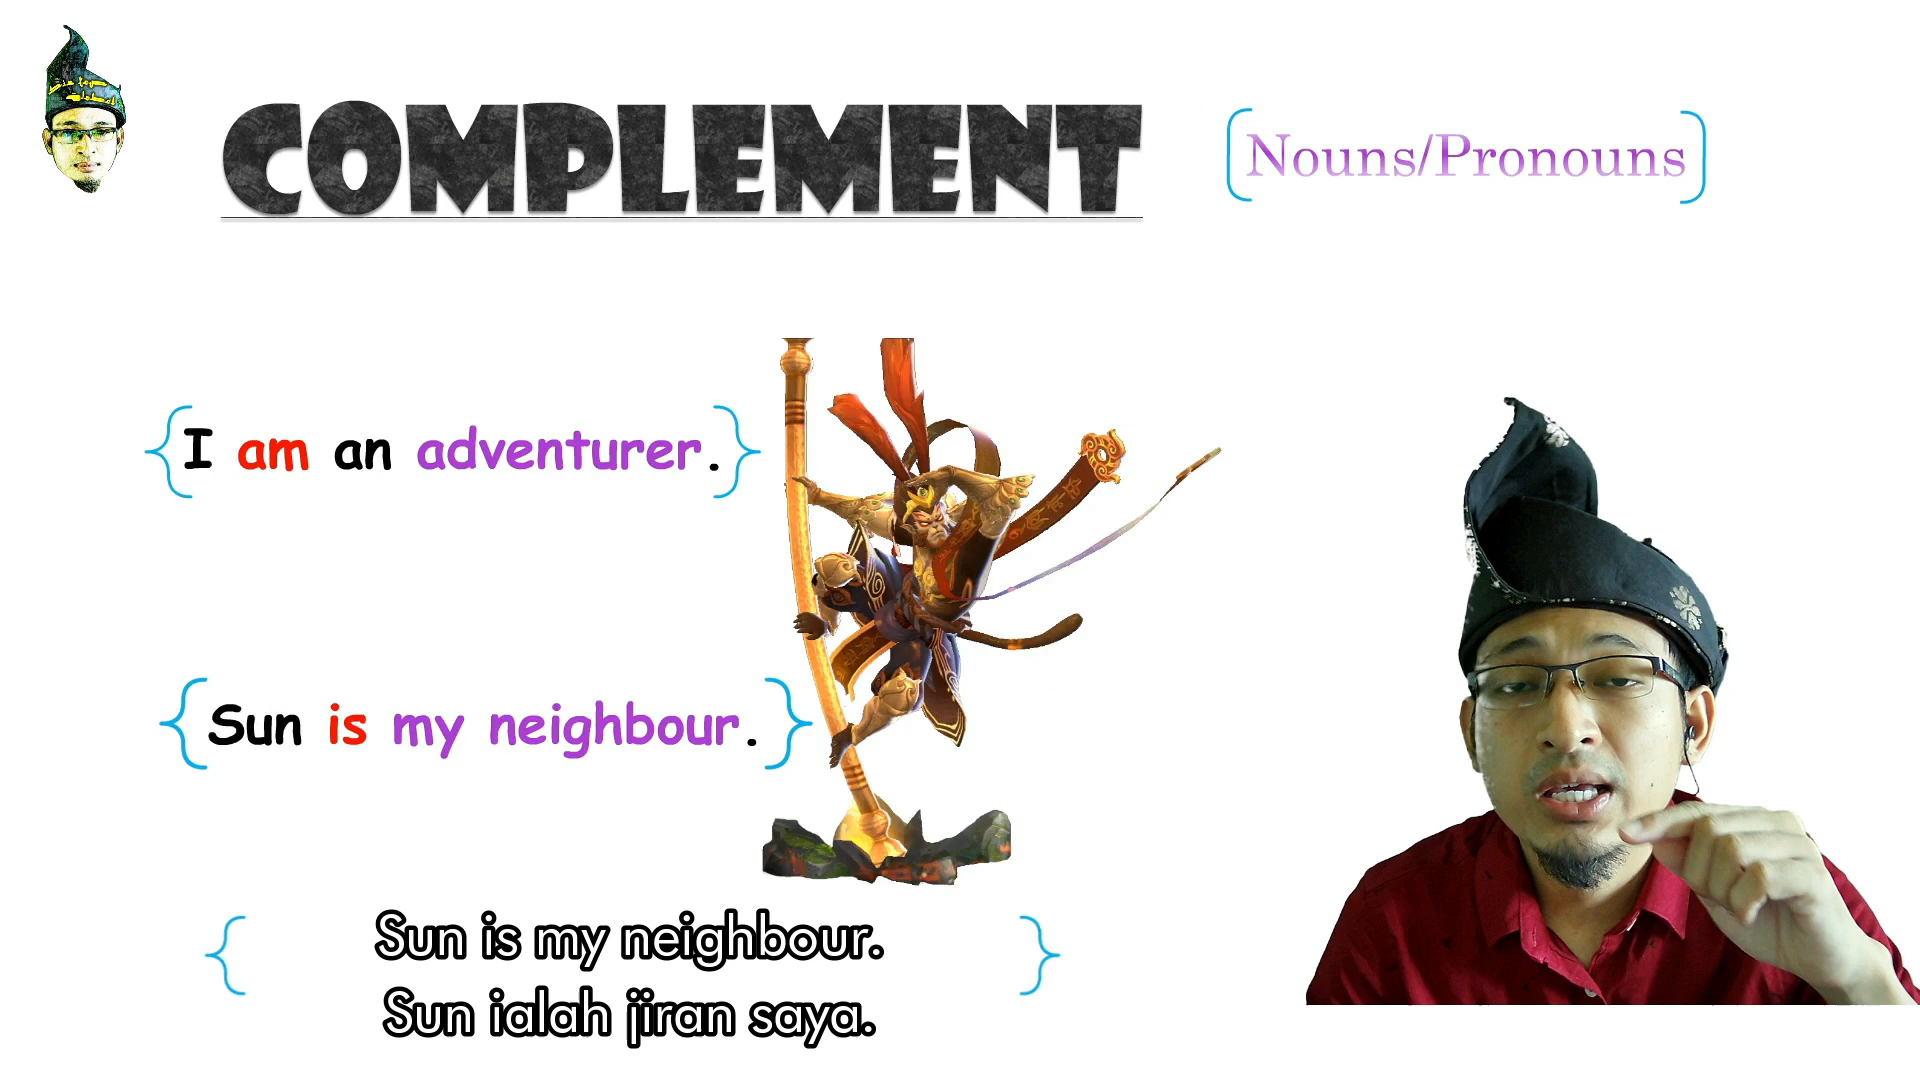 COMPLEMENT
Nouns/Pronouns
I am an adventurer.
Sun is my neighbour.
Sun is my neighbour.
Sun ialah jiran saya.